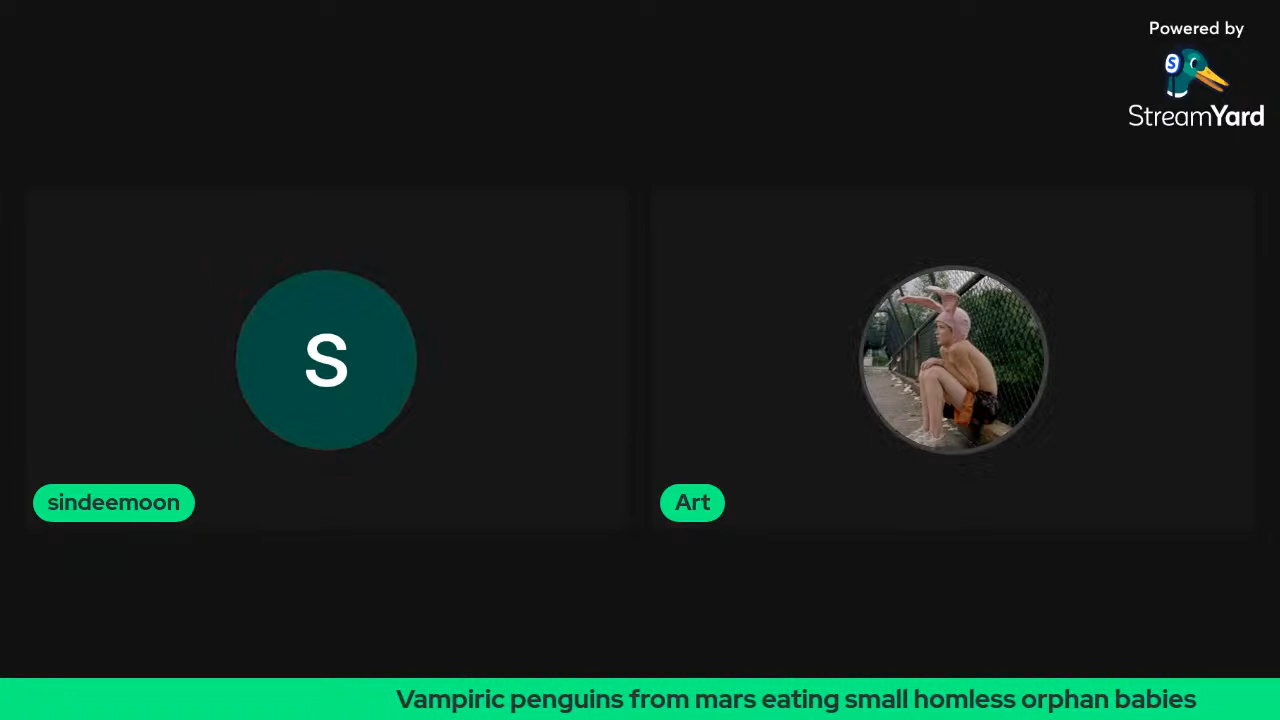 Powered by
S
StreamYard
S
sindeemoon
Art
Vampiric penguins from mars eating small homless orphan babies